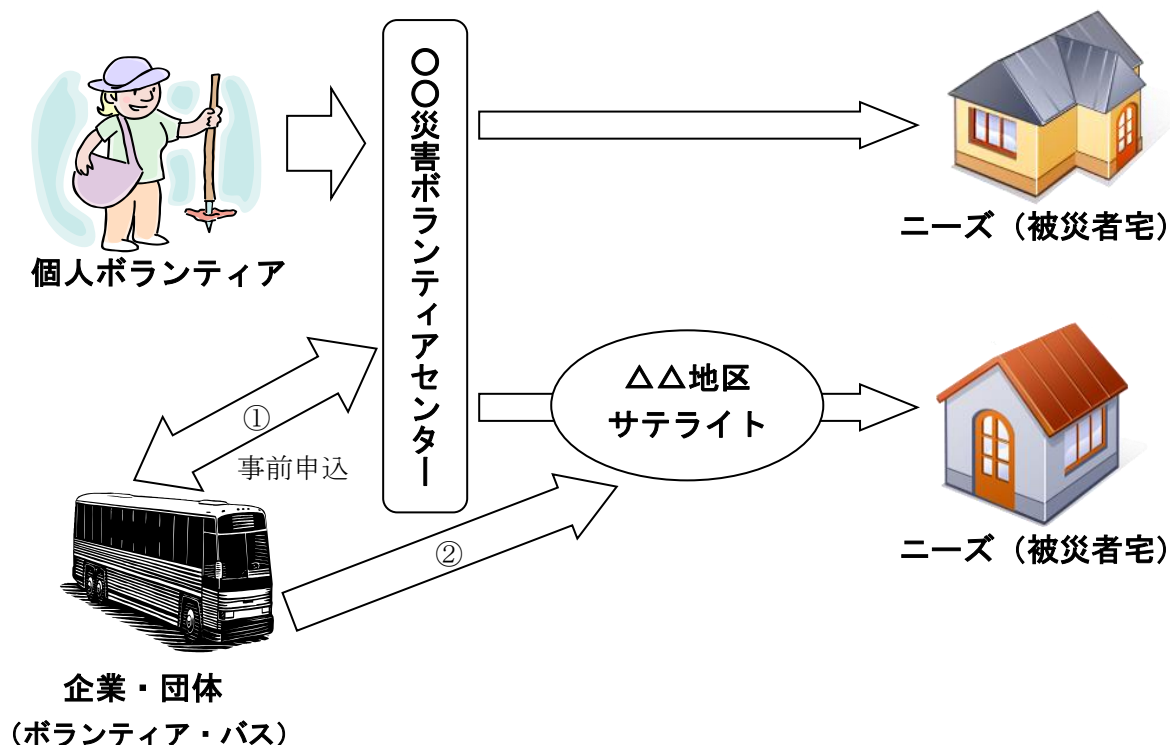 〇〇災害ボランティアセンター
個人ボランティア
ニーズ（被災者宅）
△△地区
サテライト
①
事前申込
②
ニーズ（被災者宅）
企業・団体
（ボランティア・バス）